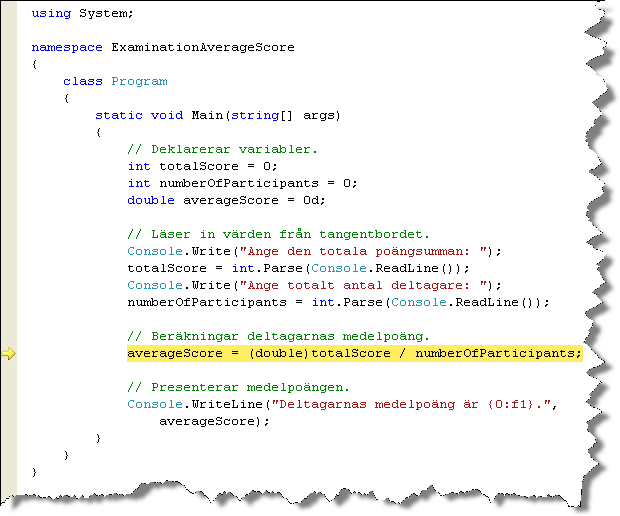 using System;
namespace ExaminationAverageScore
{
    class Program
    {
        static void Main(string[] args)
        {
            // Deklarerar variabler.
            int totalScore = 0;
            int numberOfParticipants = 0;
            double averageScore = 0d;
            // Läser in värden från tangentbordet.
            Console.Write("Ange den totala poängsumman: ");
            totalScore = int.Parse(Console.ReadLine());
            Console.Write("Ange totalt antal deltagare: ");
            numberOfParticipants = int.Parse(Console.ReadLine());
            // Beräkningar deltagarnas medelpoäng.
            averageScore = (double)totalScore / numberOfParticipants;
            // Presenterar medelpoängen.
            Console.WriteLine("Deltagarnas medelpoäng är {0:f1}.",
                averageScore);
        }
    }
}